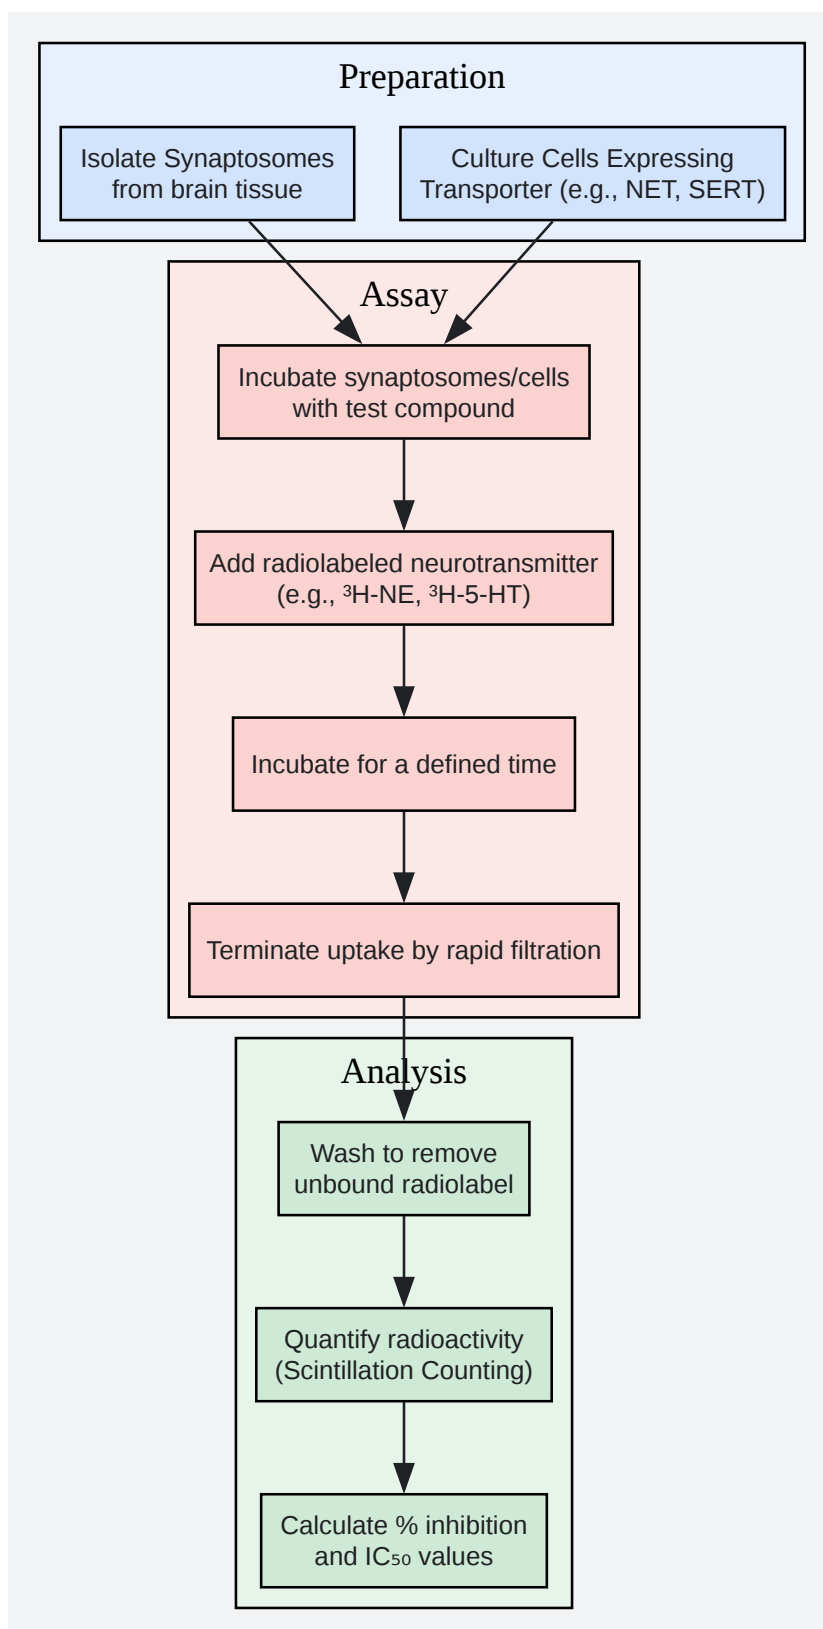 Preparation
Isolate Synaptosomes
from brain tissue
Culture Cells Expressing
Transporter (e.g., NET, SERT)
Assay
Incubate synaptosomes/cells
with test compound
Add radiolabeled neurotransmitter
(e.g., ³H-NE, ³H-5-HT)
Incubate for a defined time
Terminate uptake by rapid filtration
Analysis
Wash to remove
unbound radiolabel
Quantify radioactivity
(Scintillation Counting)
Calculate % inhibition
and IC₅₀ values